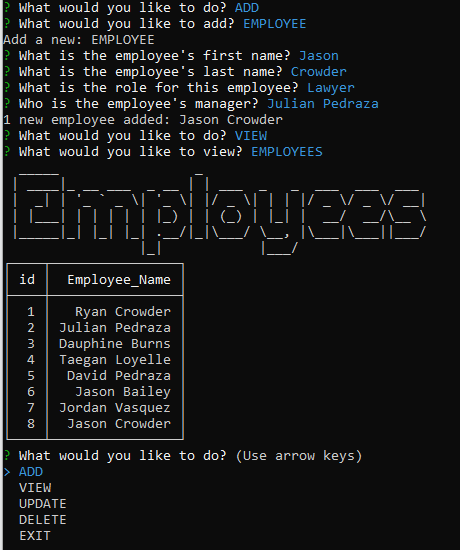 ? What would you like to do? ADD
? What would you like to add? EMPLOYEE
Add a new: EMPLOYEE
? What is the employee's first name? Jason
? What is the employee's last name? Crowder
? What is the role for this employee? Lawyer
? Who is the employee's manager? Julian Pedraza
1 new employee added: Jason Crowder
? What would you like to do? VIEW
? What would you like to view? EMPLOYEES
Employees
id Employee_Name
1 Ryan Crowder
2 Julian Pedraza
3 Dauphine Burns
4 Taegan Loyelle
5 David Pedraza
6 Jason Bailey
7 Jordan Vasquez
8 Jason Crowder
? What would you like to do? (Use arrow keys)
> ADD
VIEW
UPDATE
DELETE
EXIT